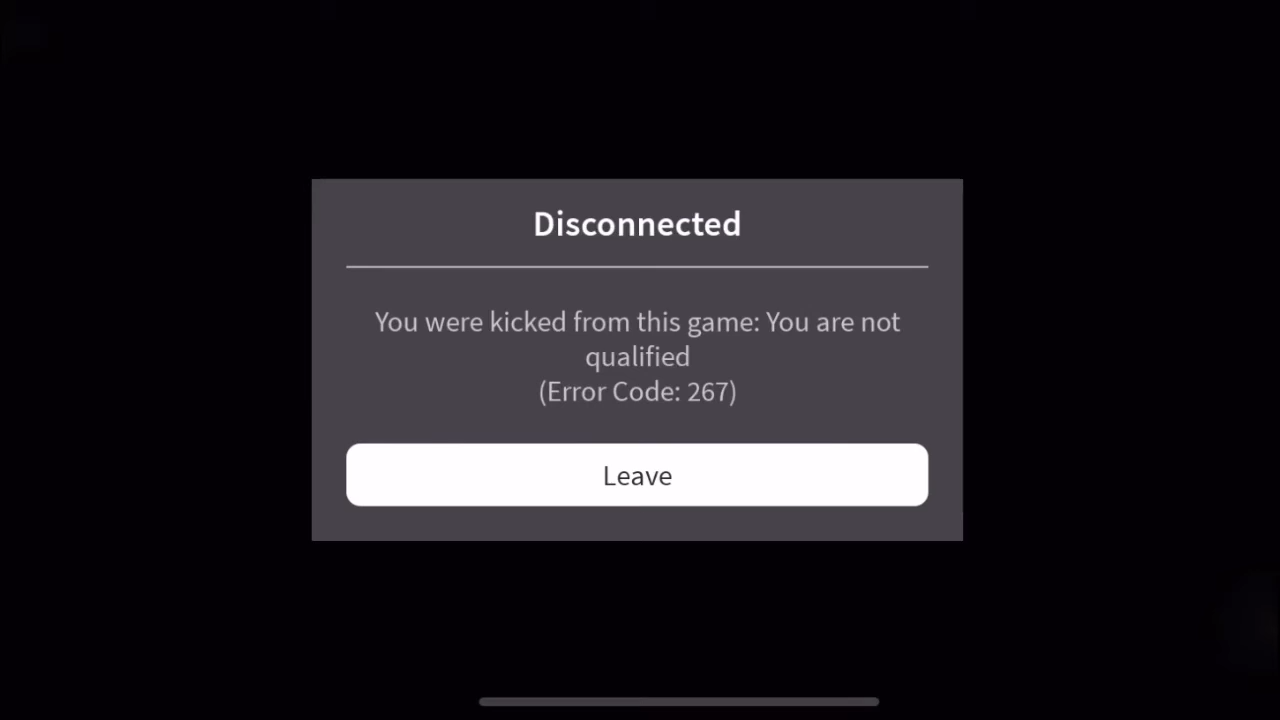 Disconnected
You were kicked from this game: You are not
qualified
(Error Code: 267)
Leave